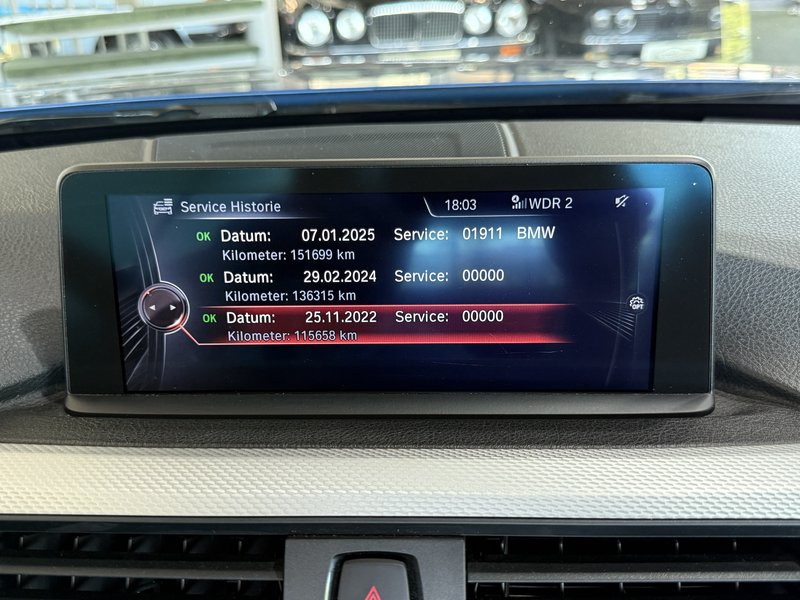 Service Historie 18:03 WDR 2
OK Datum: 07.01.2025 Service: 01911 BMW
Kilometer: 151699 km
OK Datum: 29.02.2024 Service: 00000
Kilometer: 136315 km
OK Datum: 25.11.2022 Service: 00000
Kilometer: 115658 km
OPT